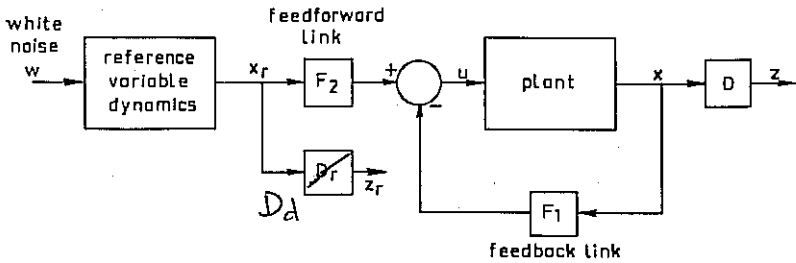 feedforward
link
white
noise
w
reference
variable
dynamics
x_r
F_2
+
-
u
plant
x
D
z
D_r
z_r
D_d
F_1
feedback link